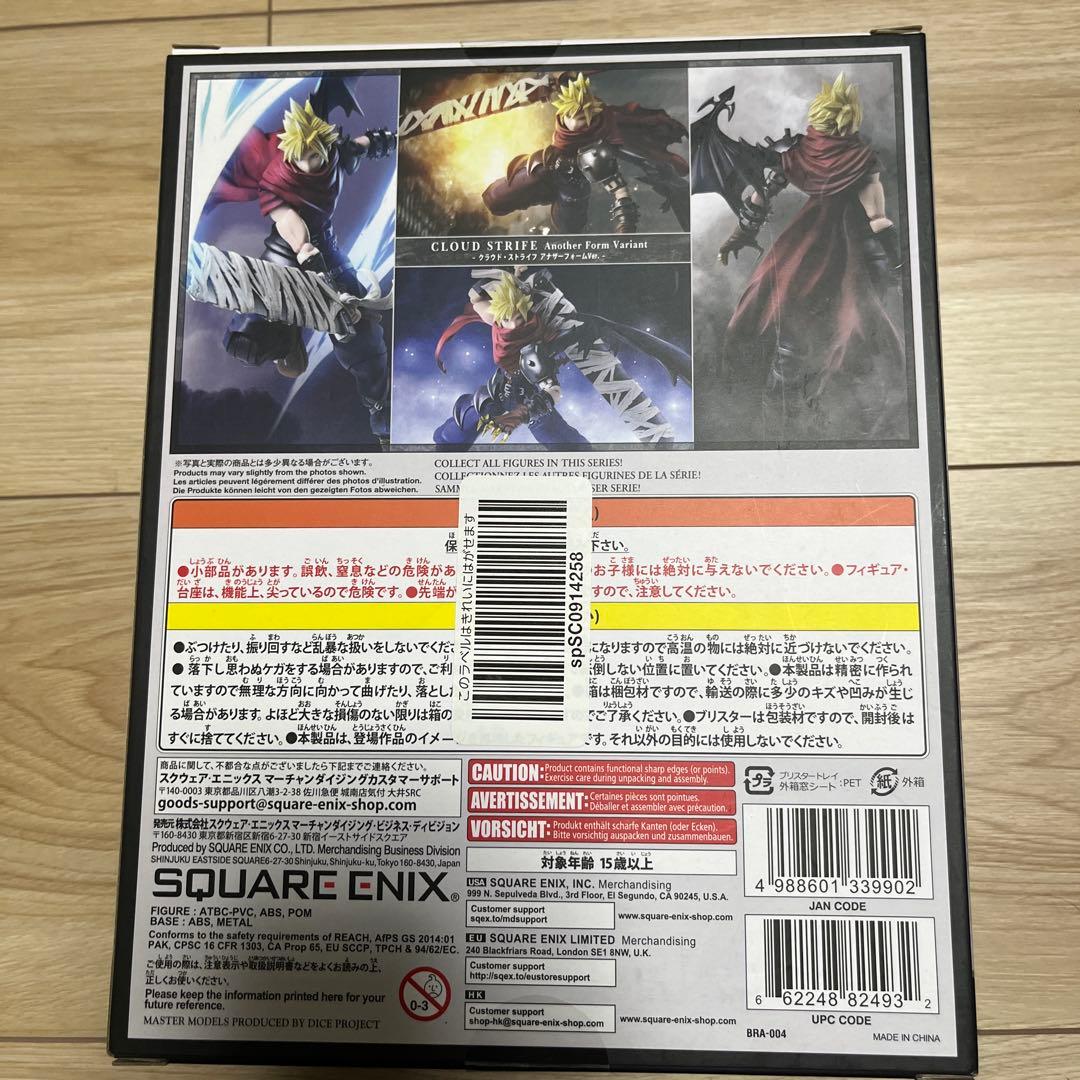 CLOUD STRIFE Another Form Variant
- クラウド・ストライフ アナザーフォームVer. -
※写真と実際の商品とは多少異なる場合がございます。
Products may vary slightly from the photos shown.
Les articles peuvent légèrement différer des photos d'illustration.
Die Produkte können leicht von den gezeigten Fotos abweichen.
COLLECT ALL FIGURES IN THIS SERIES!
COLLECTIONNEZ LES AUTRES FIGURINES DE LA SÉRIE!
SAMM
SER SERIE!
保
下さい。
●小部品があります。誤飲、窒息などの危険があ
のお子様には絶対に与えないでください。●フィギュア・
台座は、機能上、尖っているので危険です。●先端が
すので、注意してください。
●ぶつけたり、振り回すなど乱暴な扱いをしないでくださ
になりますので高温の物には絶対に近づけないでください。
●落下し思わぬケガをする場合がありますので、ご利
転倒しない位置に置いてください。●本製品は精密に作られ
ていますので無理な方向に向かって曲げたり、落とした
箱は梱包材ですので、輸送の際に多少のキズや凹みが生じ
る場合があります。よほど大きな損傷のない限りは箱の
でご了承ください。●ブリスターは包装材ですので、開封後は
すぐに捨ててください。●本製品は、登場作品のイメー
です。それ以外の目的には使用しないでください。
このラベルはきれいにはがせます
spSC0914258
商品に関して、不都合な点がございましたら下記までご連絡ください。
スクウェア・エニックス マーチャンダイジングカスタマーサポート
〒140-0003 東京都品川区八潮3-2-38 佐川急便 城南店気付 大井SRC
goods-support@square-enix-shop.com
発売元 株式会社スクウェア・エニックス マーチャンダイジング・ビジネス・ディビジョン
〒160-8430 東京都新宿区新宿6-27-30 新宿イーストサイドスクエア
Produced by SQUARE ENIX CO., LTD. Merchandising Business Division
SHINJUKU EASTSIDE SQUARE6-27-30 Shinjuku, Shinjuku-ku, Tokyo 160-8430, Japan
SQUARE ENIX®
FIGURE : ATBC-PVC, ABS, POM
BASE : ABS, METAL
Conforms to the safety requirements of REACH, AfPS GS 2014:01
PAK, CPSC 16 CFR 1303, CA Prop 65, EU SCCP, TPCH & 94/62/EC.
ご使用の際は、注意表示や取扱説明書などをよくお読みの上、
正しくお使いください。
Please keep the information printed here for your
future reference.
0-3
MASTER MODELS PRODUCED BY DICE PROJECT
CAUTION: Product contains functional sharp edges (or points).
Exercise care during unpacking and assembly.
AVERTISSEMENT: Certaines pièces sont pointues.
Déballer et assembler avec précaution.
VORSICHT: Produkt enthält scharfe Kanten (oder Ecken).
Bitte vorsichtig auspacken und zusammenbauen.
対象年齢 15歳以上
USA SQUARE ENIX, INC. Merchandising
999 N. Sepulveda Blvd., 3rd Floor, El Segundo, CA 90245, U.S.A.
Customer support
sqex.to/mdsupport
www.square-enix-shop.com
EU SQUARE ENIX LIMITED Merchandising
240 Blackfriars Road, London SE1 8NW, U.K.
Customer support
http://sqex.to/eustoresupport
HK
Customer support
shop-hk@square-enix-shop.com
www.square-enix-shop.com
プラ
ブリスタートレイ
外箱窓シート :PET
紙
外箱
4 988601 339902
JAN CODE
6 62248 82493 2
UPC CODE
BRA-004
MADE IN CHINA